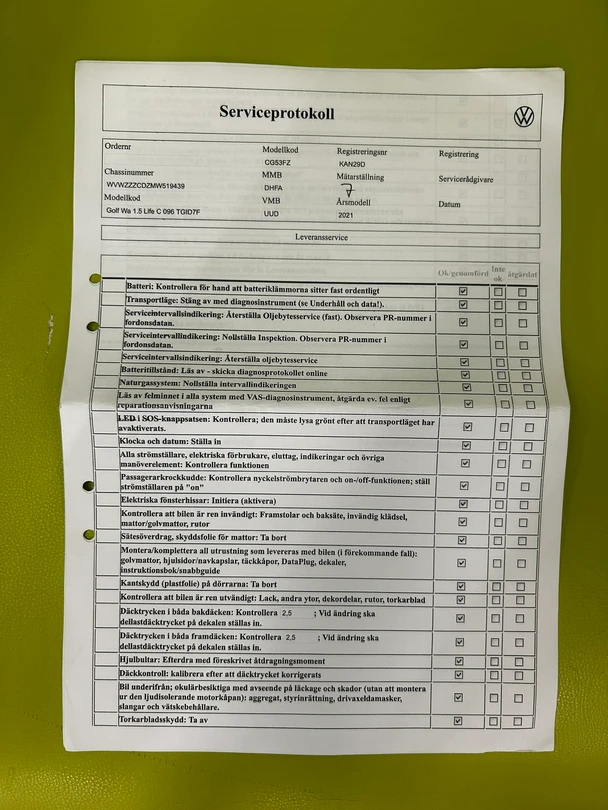 Serviceprotokoll
Ordernr
Modellkod
Registreringsnr
Registrering
CG53FZ
KAN29D
Chassinummer
MMB
Mätarställning
Servicerådgivare
WVWZZZCDZMW519439
DHFA
7
Modellkod
VMB
Årsmodell
Datum
Golf Wa 1.5 Life C 096 TGID7F
UUD
2021
Leveransservice
Ok/genomförd
Inte ok
åtgärdat
Batteri: Kontrollera för hand att batteriklämmorna sitter fast ordentligt
Transportläge: Stäng av med diagnosinstrument (se Underhåll och data!).
Serviceintervallsindikering: Återställa Oljebytesservice (fast). Observera PR-nummer i
fordonsdatan.
Serviceintervallindikering: Nollställa Inspektion. Observera PR-nummer i
fordonsdatan.
Serviceintervallsindikering: Återställa oljebytesservice
Batteritillstånd: Läs av - skicka diagnosprotokollet online
Naturgassystem: Nollställa intervallindikeringen
Läs av felminnet i alla system med VAS-diagnosinstrument, åtgärda ev. fel enligt
reparationsanvisningarna
LED i SOS-knappsatsen: Kontrollera; den måste lysa grönt efter att transportläget har
avaktiverats.
Klocka och datum: Ställa in
Alla strömställare, elektriska förbrukare, eluttag, indikeringar och övriga
manöverelement: Kontrollera funktionen
Passagerarkrockkudde: Kontrollera nyckelströmbrytaren och on-/off-funktionen; ställ
strömställaren på "on"
Elektriska fönsterhissar: Initiera (aktivera)
Kontrollera att bilen är ren invändigt: Framstolar och baksäte, invändig klädsel,
mattor/golvmattor, rutor
Sätesöverdrag, skyddsfolie för mattor: Ta bort
Montera/komplettera all utrustning som levereras med bilen (i förekommande fall):
golvmattor, hjulsidor/navkapslar, täckkåpor, DataPlug, dekaler,
instruktionsbok/snabbguide
Kantskydd (plastfolie) på dörrarna: Ta bort
Kontrollera att bilen är ren utvändigt: Lack, andra ytor, dekordelar, rutor, torkarblad
Däcktrycken i båda bakdäcken: Kontrollera 2,5 ; Vid ändring ska
dellastdäcktrycket på dekalen ställas in.
Däcktrycken i båda framdäcken: Kontrollera 2,5 ; Vid ändring ska
dellastdäcktrycket på dekalen ställas in.
Hjulbultar: Efterdra med föreskrivet åtdragningsmoment
Däckkontroll: kalibrera efter att däcktrycket korrigerats
Bil underifrån; okulärbesiktiga med avseende på läckage och skador (utan att montera
ur den ljudisolerande motorkåpan): aggregat, styrinrättning, drivaxeldamasker,
slangar och vätskebehållare.
Torkarbladsskydd: Ta av